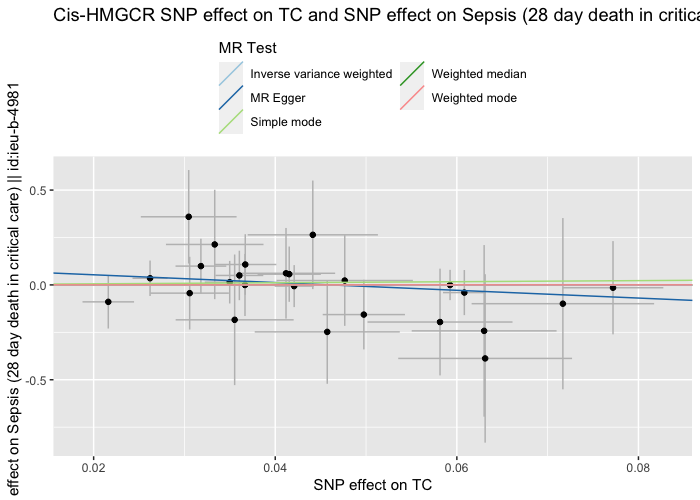 Cis-HMGCR SNP effect on TC and SNP effect on Sepsis (28 day death in critica
MR Test
Inverse variance weighted
Weighted median
MR Egger
Weighted mode
Simple mode
effect on Sepsis (28 day death in critical care) || id:ieu-b-4981
0.5
0.0
-0.5
0.02
0.04
0.06
0.08
SNP effect on TC